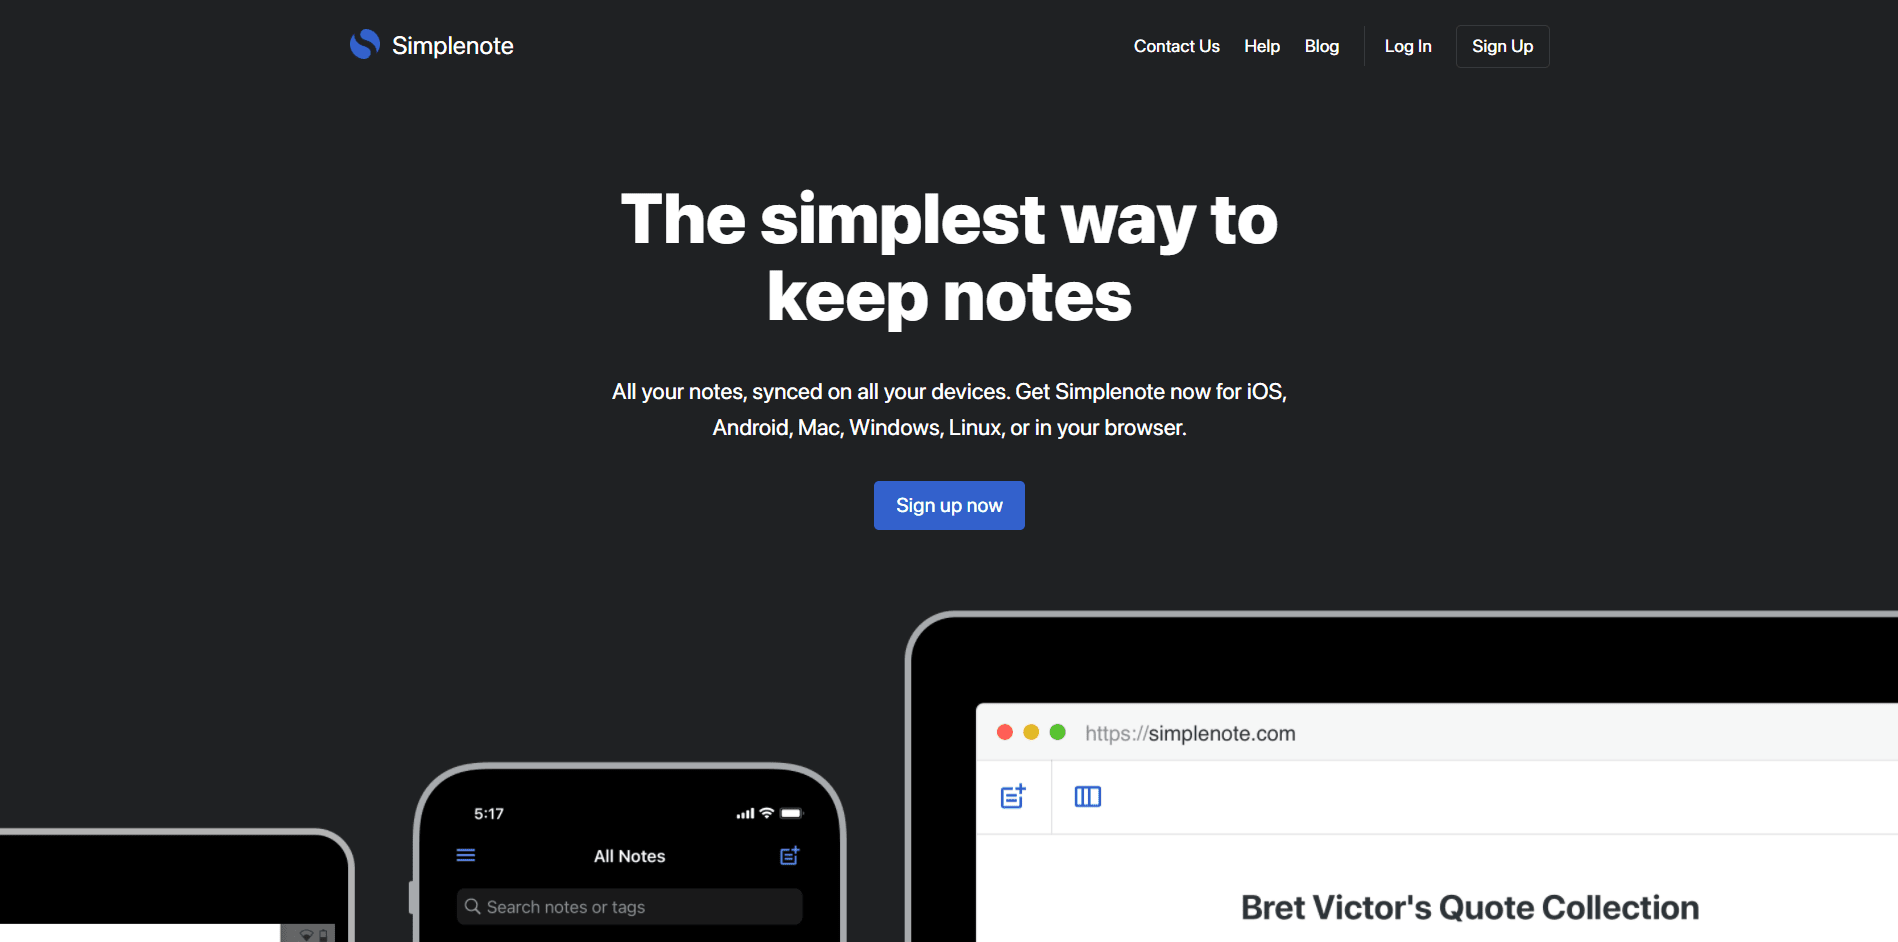 Simplenote
Contact Us Help Blog Log In Sign Up
The simplest way to
keep notes
All your notes, synced on all your devices. Get Simplenote now for iOS,
Android, Mac, Windows, Linux, or in your browser.
Sign up now
https://simplenote.com
5:17
All Notes
Search notes or tags
Bret Victor's Quote Collection